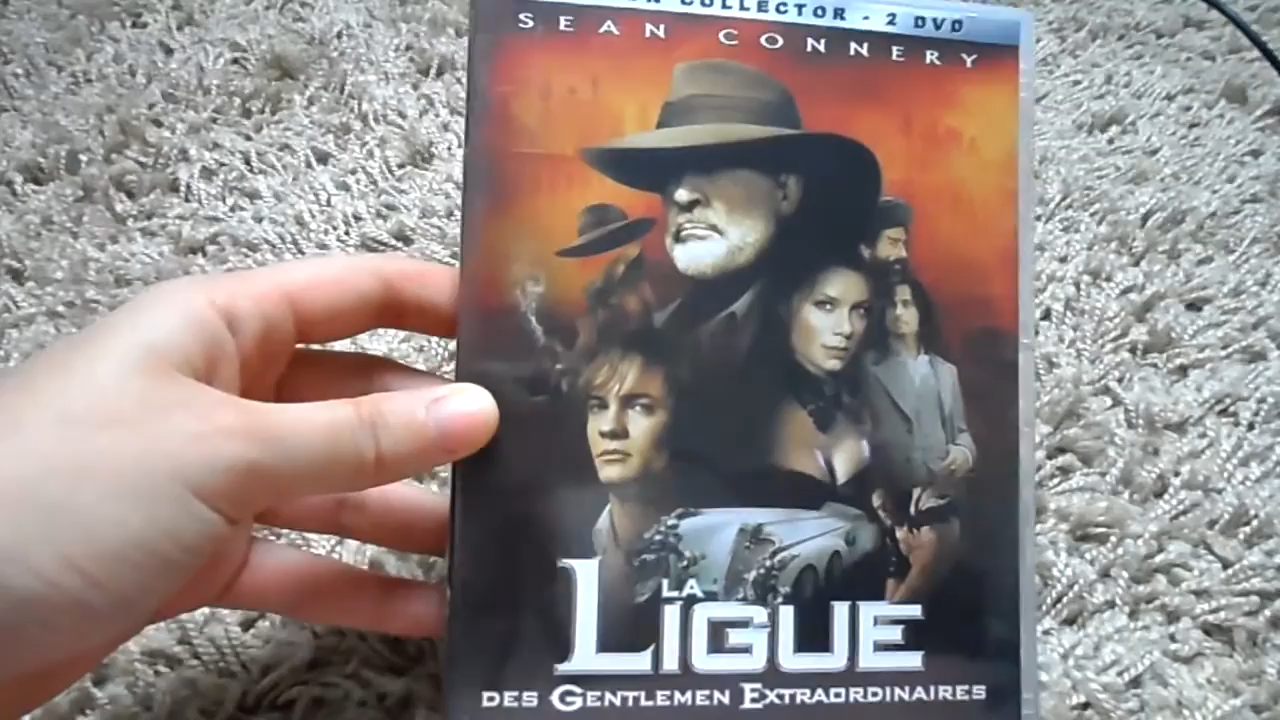 COLLECTOR - 2 DVD
SEAN CONNERY
LA
LIGUE
DES GENTLEMEN EXTRAORDINAIRES